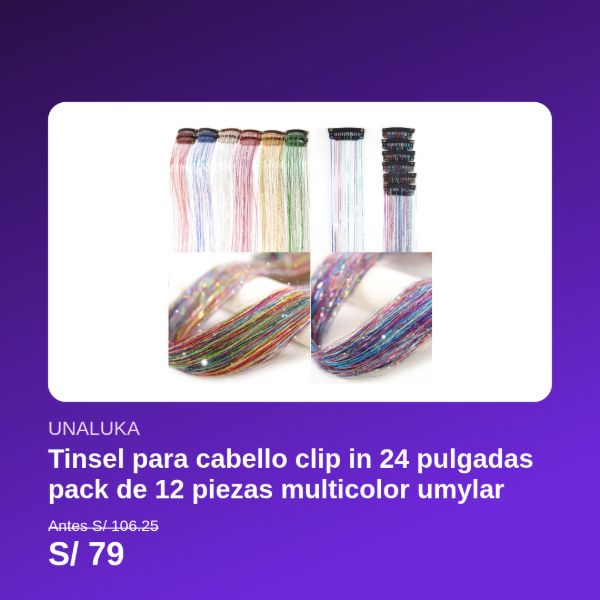 UNALUKA
Tinsel para cabello clip in 24 pulgadas
pack de 12 piezas multicolor umylar
Antes S/ 106.25
S/ 79